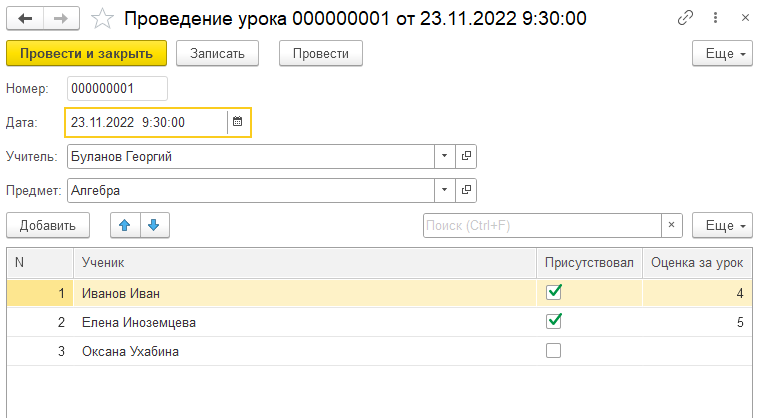 Проведение урока 000000001 от 23.11.2022 9:30:00
Провести и закрыть Записать Провести Еще
Номер: 000000001
Дата: 23.11.2022 9:30:00
Учитель: Буланов Георгий
Предмет: Алгебра
Добавить Поиск (Ctrl+F) × Еще
N Ученик Присутствовал Оценка за урок
1 Иванов Иван 4
2 Елена Иноземцева 5
3 Оксана Ухабина